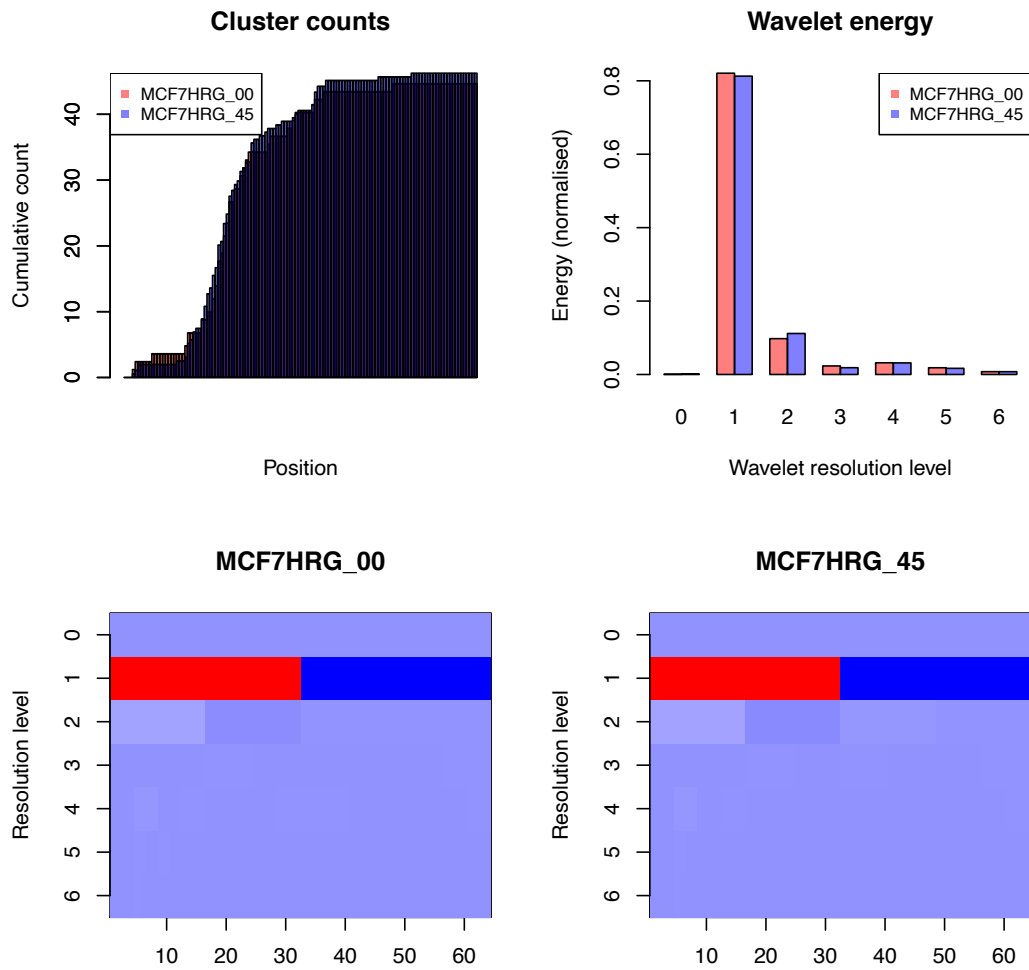 Cluster counts
MCF7HRG_00
MCF7HRG_45
Cumulative count
0
10
20
30
40
Position
Wavelet energy
MCF7HRG_00
MCF7HRG_45
Energy (normalised)
0.0
0.2
0.4
0.6
0.8
0 1 2 3 4 5 6
Wavelet resolution level
MCF7HRG_00
Resolution level
0
1
2
3
4
5
6
10 20 30 40 50 60
MCF7HRG_45
Resolution level
0
1
2
3
4
5
6
10 20 30 40 50 60